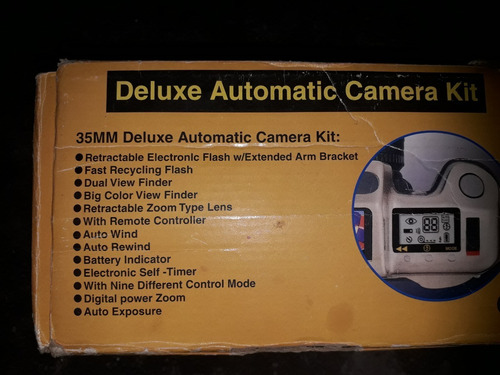 Deluxe Automatic Camera Kit
35MM Deluxe Automatic Camera Kit:
● Retractable Electronlc Flash w/Extended Arm Bracket
● Fast Recycling Flash
● Dual View Finder
● Big Color View Finder
● Retractable Zoom Type Lens
● With Remote Controlier
● Auto Wind
● Auto Rewind
● Battery Indicator
● Electronic Self -Timer
● With Nine Different Control Mode
● Digital power Zoom
● Auto Exposure